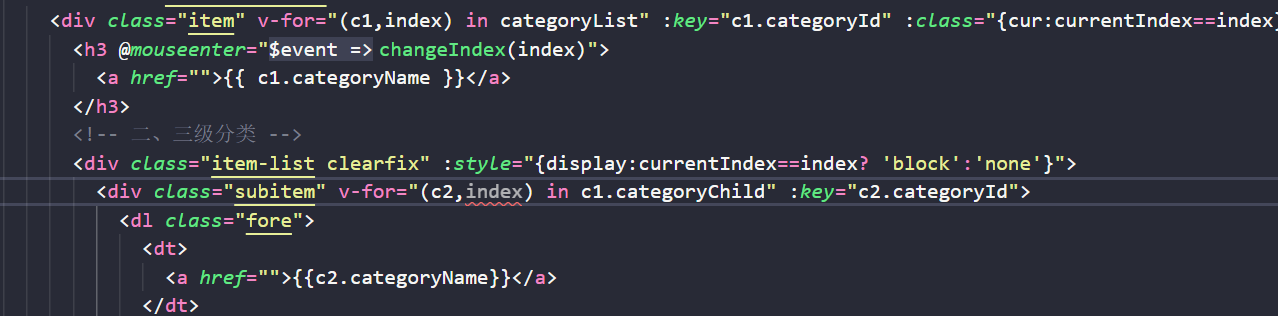 <div class="item" v-for="(c1,index) in categoryList" :key="c1.categoryId" :class="{cur:currentIndex==index}
<h3 @mouseenter="$event => changeIndex(index)">
<a href="">{{ c1.categoryName }}</a>
</h3>
<!-- 二、三级分类 -->
<div class="item-list clearfix" :style="{display:currentIndex==index? 'block':'none'}">
<div class="subitem" v-for="(c2,index) in c1.categoryChild" :key="c2.categoryId">
<dl class="fore">
<dt>
<a href="">{{c2.categoryName}}</a>
</dt>